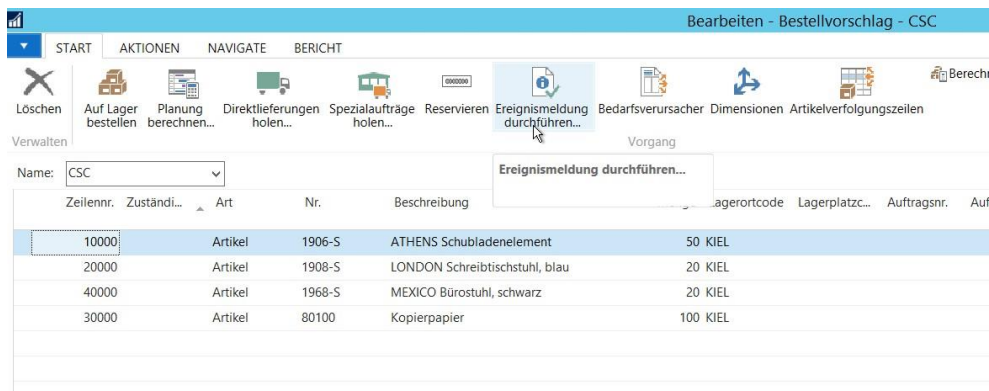 Bearbeiten - Bestellvorschlag - CSC
START AKTIONEN NAVIGATE BERICHT
Löschen Auf Lager bestellen Planung berechnen... Direktlieferungen holen... Spezialaufträge holen... Reservieren Ereignismeldung durchführen... Bedarfsverursacher Dimensionen Artikelverfolgungszeilen
Verwalten Vorgang
Name: CSC
Ereignismeldung durchführen...
Zeilennr. Zuständi... Art Nr. Beschreibung Lagerplatzc... Auftragsnr.
10000 Artikel 1906-S ATHENS Schubladenelement 50 KIEL
20000 Artikel 1908-S LONDON Schreibtischstuhl, blau 20 KIEL
40000 Artikel 1968-S MEXICO Bürostuhl, schwarz 20 KIEL
30000 Artikel 80100 Kopierpapier 100 KIEL